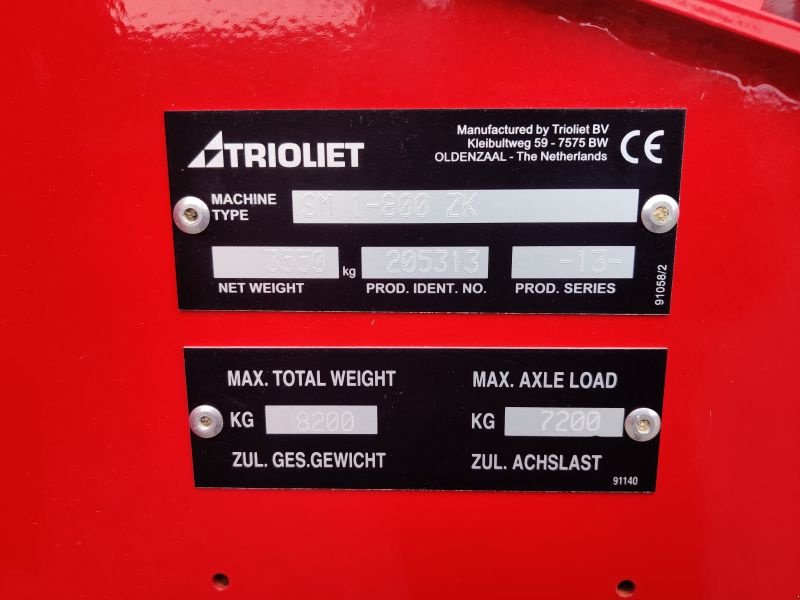 TRIOLIET
Manufactured by Trioliet BV
Kleibultweg 59 - 7575 BW
OLDENZAAL - The Netherlands
CE
MACHINE TYPE SM 1-800 ZK
3550 kg 205313 -13-
NET WEIGHT PROD. IDENT. NO. PROD. SERIES
91058/2
MAX. TOTAL WEIGHT MAX. AXLE LOAD
KG 8200 KG 7200
ZUL. GES.GEWICHT ZUL. ACHSLAST
91140